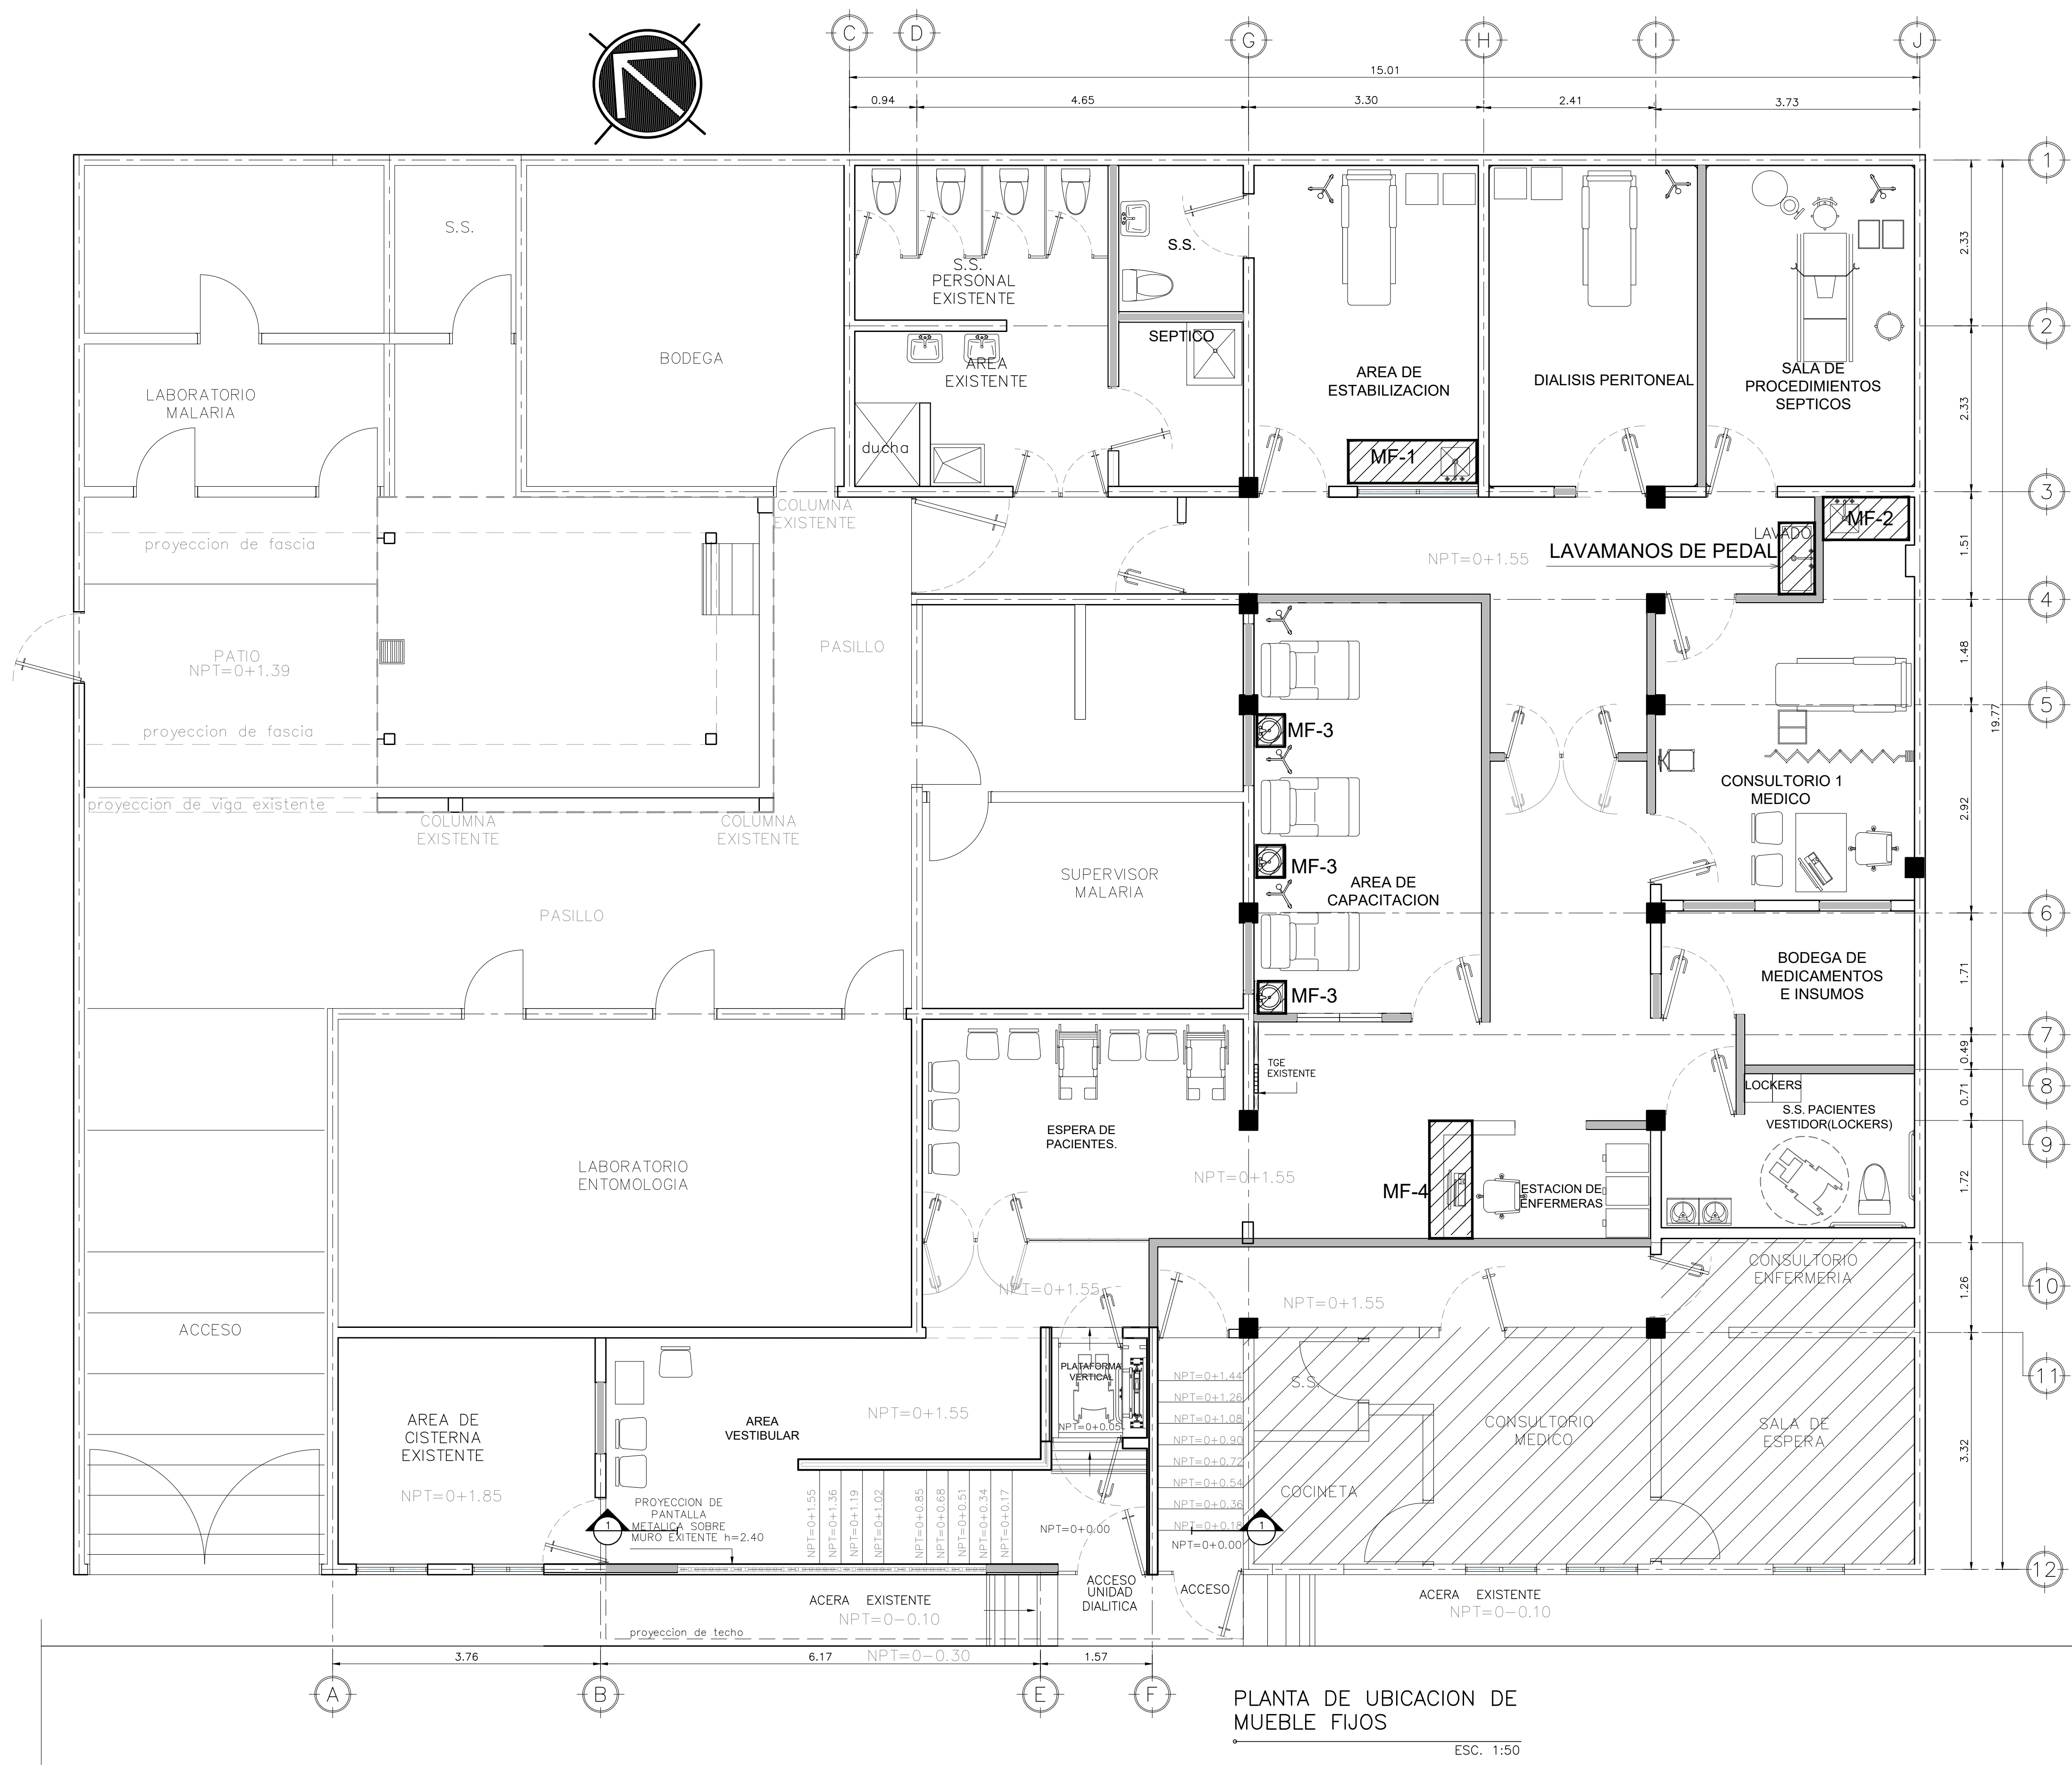 C
D
G
H
I
J
15.01
0.94
4.65
3.30
2.41
3.73
1
2
3
4
5
6
7
8
9
10
11
12
2.33
2.33
1.51
1.48
2.92
1.71
0.49
0.71
1.72
1.26
3.32
19.77
S.S.
LABORATORIO
MALARIA
BODEGA
S.S.
PERSONAL
EXISTENTE
AREA
EXISTENTE
ducha
S.S.
SEPTICO
AREA DE
ESTABILIZACION
MF-1
DIALISIS PERITONEAL
SALA DE
PROCEDIMIENTOS
SEPTICOS
MF-2
LAVADO
LAVAMANOS DE PEDAL
NPT=0+1.55
COLUMNA
EXISTENTE
proyeccion de fascia
PATIO
NPT=0+1.39
proyeccion de fascia
proyeccion de viga existente
COLUMNA
EXISTENTE
COLUMNA
EXISTENTE
PASILLO
PASILLO
SUPERVISOR
MALARIA
MF-3
MF-3
MF-3
AREA DE
CAPACITACION
CONSULTORIO 1
MEDICO
BODEGA DE
MEDICAMENTOS
E INSUMOS
LOCKERS
S.S. PACIENTES
VESTIDOR(LOCKERS)
TGE
EXISTENTE
ESPERA DE
PACIENTES.
NPT=0+1.55
MF-4
ESTACION DE
ENFERMERAS
LABORATORIO
ENTOMOLOGIA
ACCESO
NPT=0+1.55
NPT=0+1.55
CONSULTORIO
ENFERMERIA
AREA DE
CISTERNA
EXISTENTE
NPT=0+1.85
AREA
VESTIBULAR
NPT=0+1.55
PLATAFORMA
VERTICAL
NPT=0+0.05
NPT=0+1.44
NPT=0+1.26
NPT=0+1.08
NPT=0+0.90
NPT=0+0.72
NPT=0+0.54
NPT=0+0.36
NPT=0+0.18
NPT=0+0.00
S.S.
CONSULTORIO
MEDICO
SALA DE
ESPERA
COCINETA
PROYECCION DE
PANTALLA
METALICA SOBRE
MURO EXITENTE h=2.40
1
1
NPT=0+1.55
NPT=0+1.36
NPT=0+1.19
NPT=0+1.02
NPT=0+0.85
NPT=0+0.68
NPT=0+0.51
NPT=0+0.34
NPT=0+0.17
NPT=0+0.00
ACCESO
UNIDAD
DIALITICA
ACCESO
ACERA EXISTENTE
NPT=0-0.10
ACERA EXISTENTE
NPT=0-0.10
proyeccion de techo
NPT=0-0.30
3.76
6.17
1.57
A
B
E
F
PLANTA DE UBICACION DE
MUEBLE FIJOS
ESC. 1:50